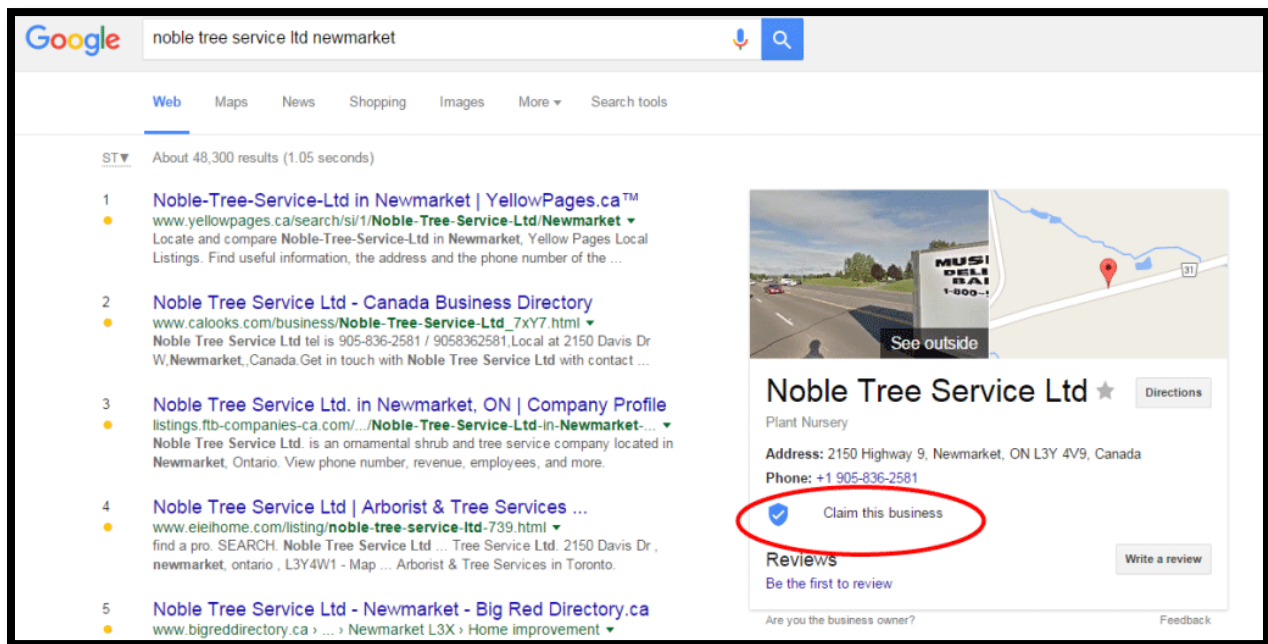 Google
noble tree service ltd newmarket
Web Maps News Shopping Images More Search tools
ST▼ About 48,300 results (1.05 seconds)
1 Noble-Tree-Service-Ltd in Newmarket | YellowPages.ca™
www.yellowpages.ca/search/si/1/Noble-Tree-Service-Ltd/Newmarket
Locate and compare Noble-Tree-Service-Ltd in Newmarket, Yellow Pages Local
Listings. Find useful information, the address and the phone number of the ...
2 Noble Tree Service Ltd - Canada Business Directory
www.calooks.com/business/Noble-Tree-Service-Ltd_7xY7.html
Noble Tree Service Ltd tel is 905-836-2581 / 9058362581,Local at 2150 Davis Dr
W,Newmarket,,Canada.Get in touch with Noble Tree Service Ltd with contact ...
3 Noble Tree Service Ltd. in Newmarket, ON | Company Profile
listings.ftb-companies-ca.com/.../Noble-Tree-Service-Ltd-in-Newmarket-...
Noble Tree Service Ltd. is an ornamental shrub and tree service company located in
Newmarket, Ontario. View phone number, revenue, employees, and more.
4 Noble Tree Service Ltd | Arborist & Tree Services ...
www.eieihome.com/listing/noble-tree-service-ltd-739.html
find a pro. SEARCH. Noble Tree Service Ltd ... Tree Service Ltd. 2150 Davis Dr ,
newmarket, ontario , L3Y4W1 - Map ... Arborist & Tree Services in Toronto.
5 Noble Tree Service Ltd - Newmarket - Big Red Directory.ca
www.bigreddirectory.ca › ... › Newmarket L3X › Home improvement
MUSI
DELI
BA
1-800-
See outside
31
Noble Tree Service Ltd
Directions
Plant Nursery
Address: 2150 Highway 9, Newmarket, ON L3Y 4V9, Canada
Phone: +1 905-836-2581
Claim this business
Reviews
Write a review
Be the first to review
Are you the business owner? Feedback